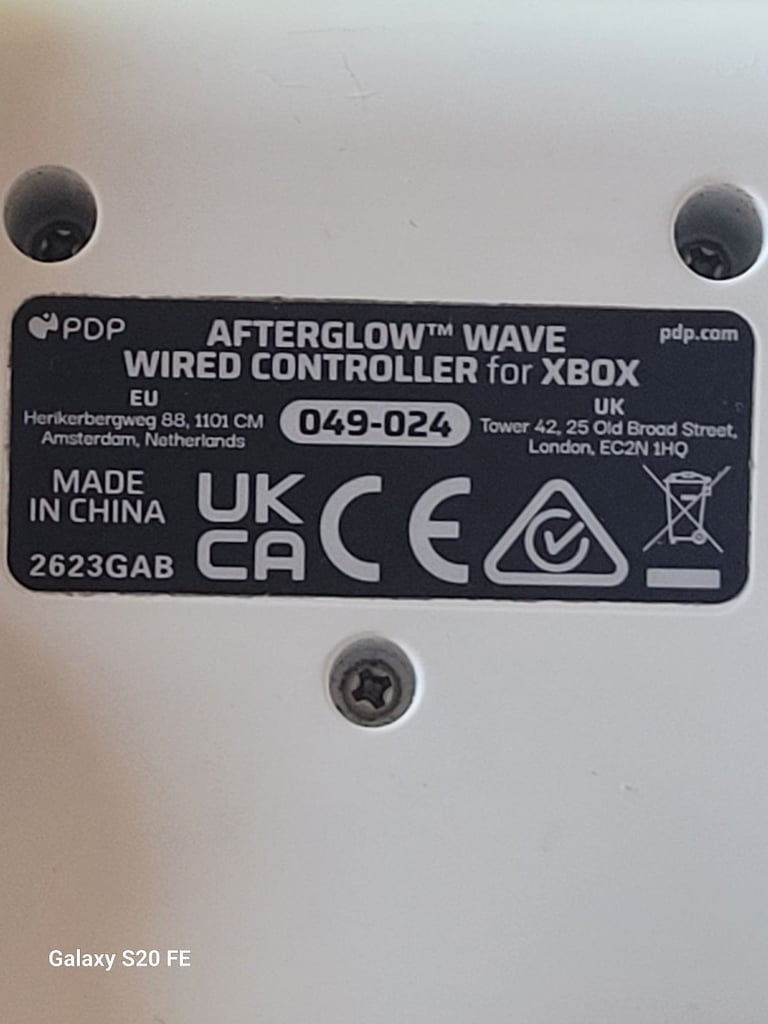 PDP
AFTERGLOW™ WAVE
pdp.com
WIRED CONTROLLER for XBOX
EU
Herikerbergweg 88, 1101 CM
Amsterdam, Netherlands
049-024
UK
Tower 42, 25 Old Broad Street,
London, EC2N 1HQ
MADE
IN CHINA
2623GAB
UK
CA
CE
Galaxy S20 FE